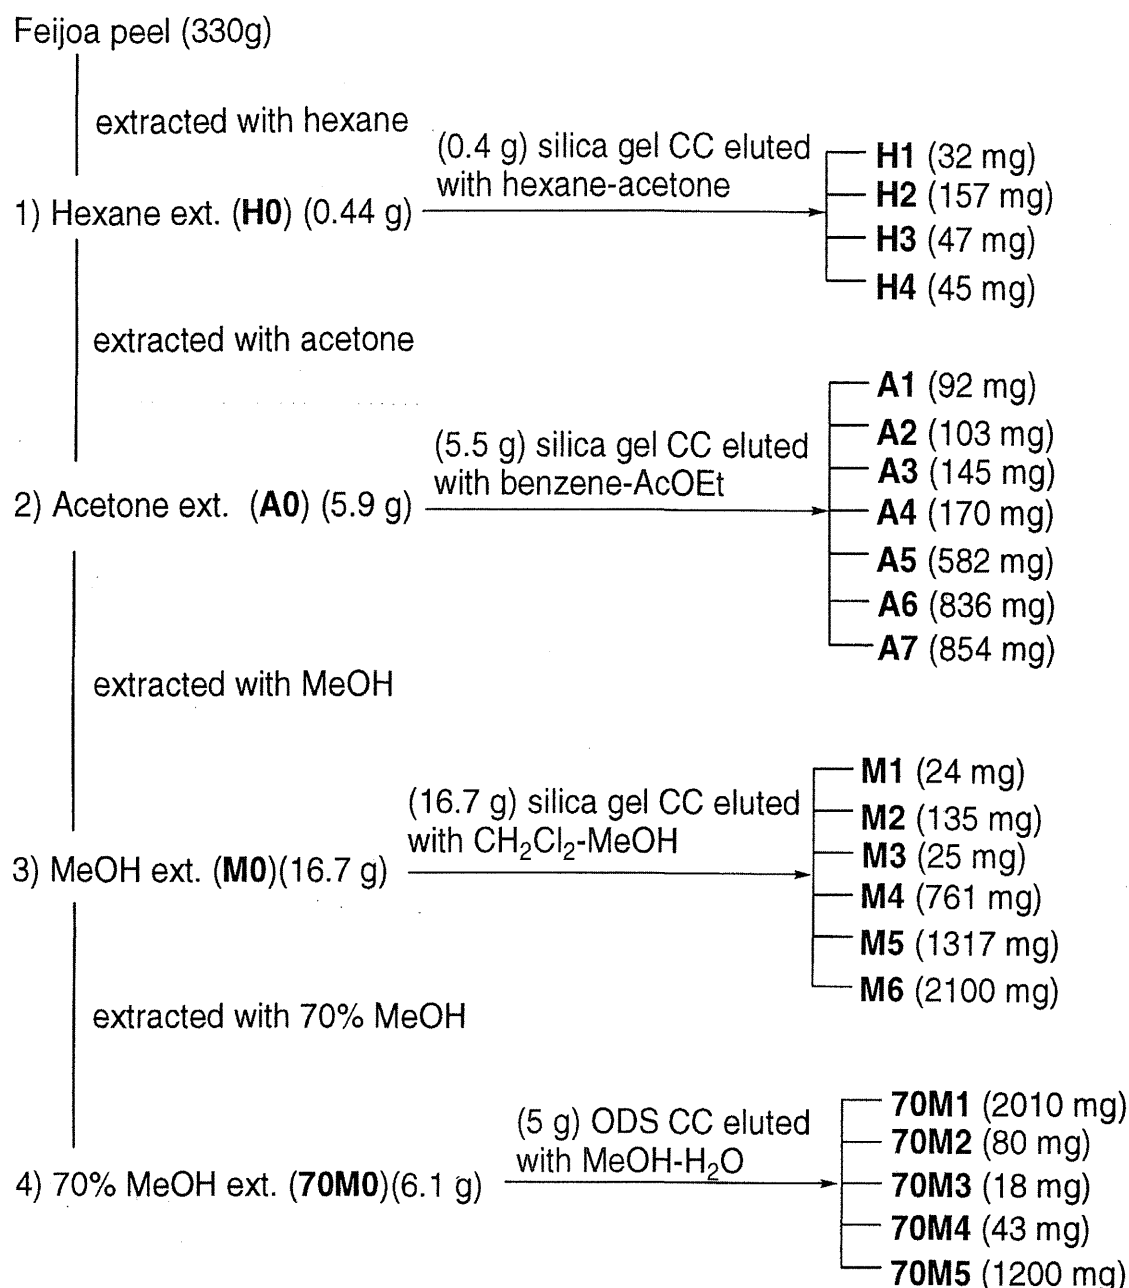 Feijoa peel (330g)
extracted with hexane
(0.4 g) silica gel CC eluted
with hexane-acetone
1) Hexane ext. (H0) (0.44 g)
H1 (32 mg)
H2 (157 mg)
H3 (47 mg)
H4 (45 mg)
extracted with acetone
(5.5 g) silica gel CC eluted
with benzene-AcOEt
2) Acetone ext. (A0) (5.9 g)
A1 (92 mg)
A2 (103 mg)
A3 (145 mg)
A4 (170 mg)
A5 (582 mg)
A6 (836 mg)
A7 (854 mg)
extracted with MeOH
(16.7 g) silica gel CC eluted
with CH₂Cl₂-MeOH
3) MeOH ext. (M0)(16.7 g)
M1 (24 mg)
M2 (135 mg)
M3 (25 mg)
M4 (761 mg)
M5 (1317 mg)
M6 (2100 mg)
extracted with 70% MeOH
(5 g) ODS CC eluted
with MeOH-H₂O
4) 70% MeOH ext. (70M0)(6.1 g)
70M1 (2010 mg)
70M2 (80 mg)
70M3 (18 mg)
70M4 (43 mg)
70M5 (1200 mg)